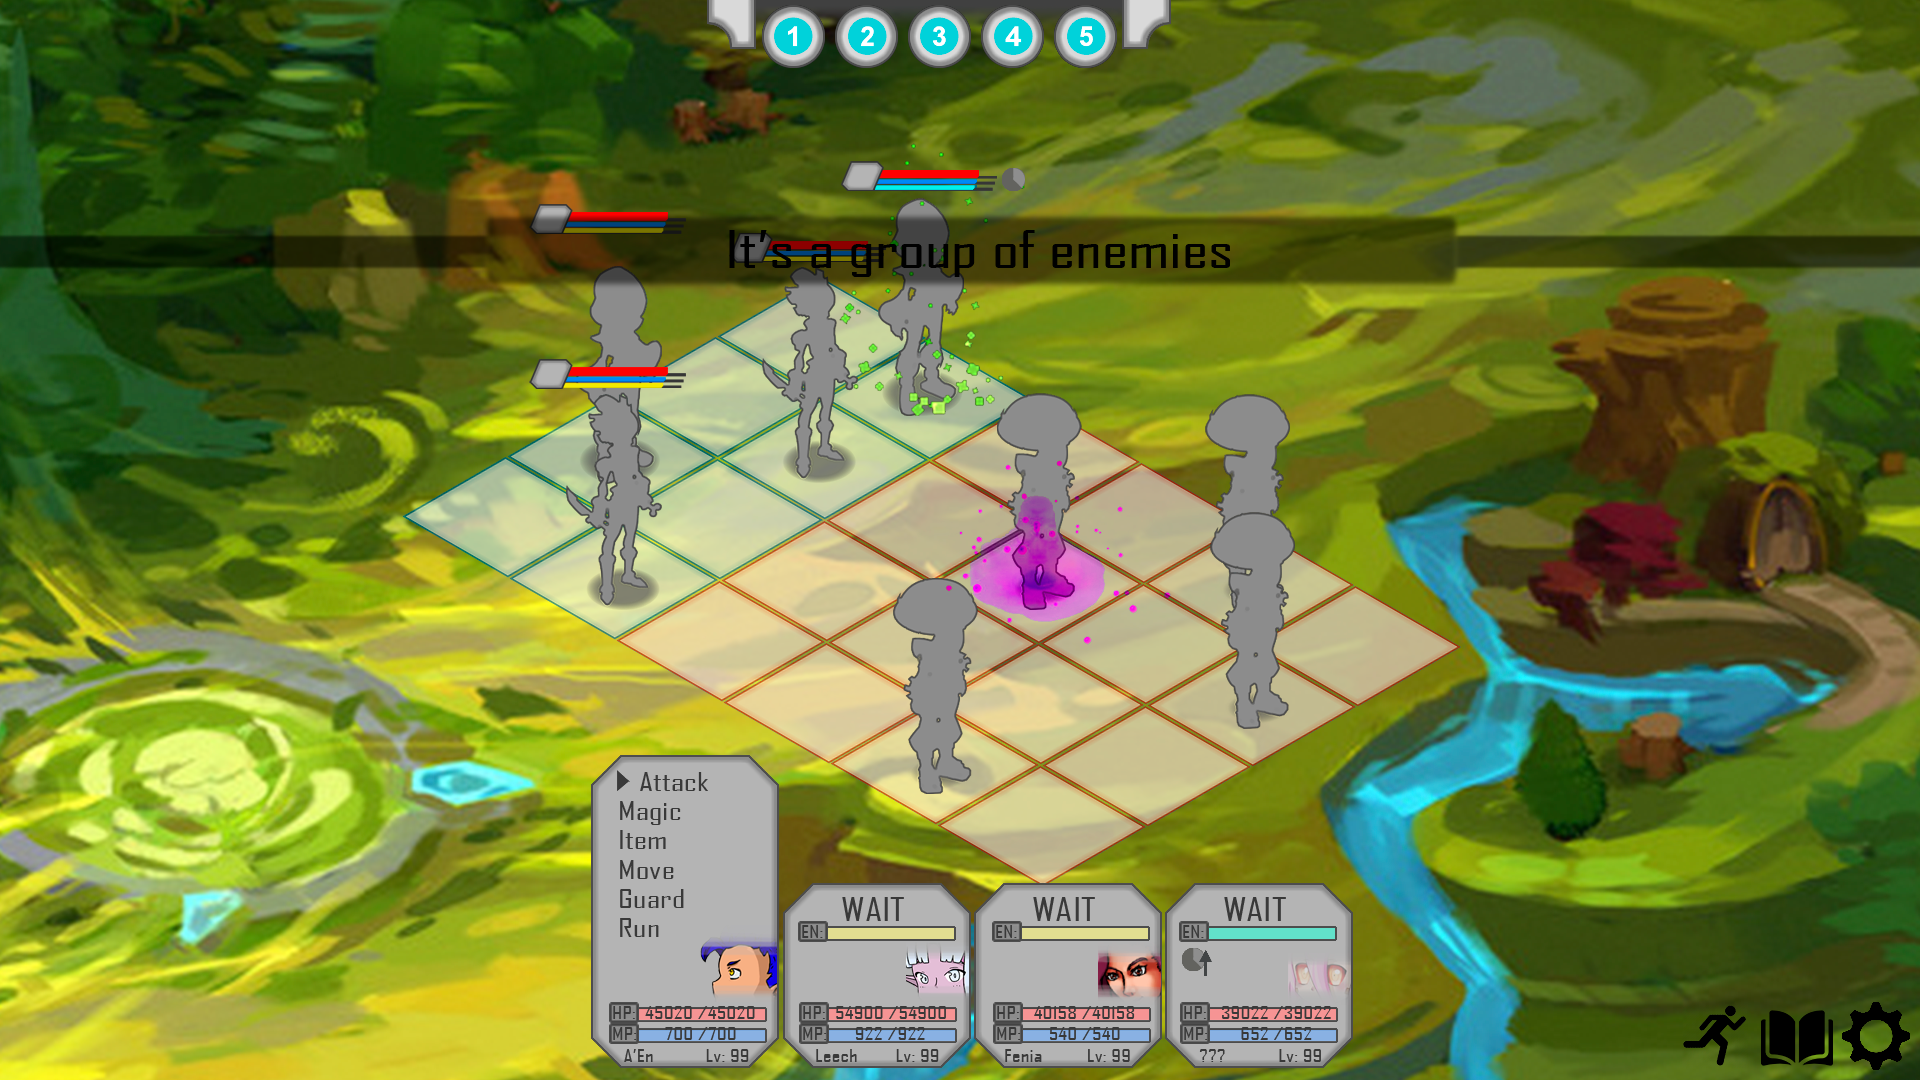 1 2 3 4 5
It's a group of enemies
Attack
Magic
Item
Move
Guard
Run
HP: 45020 /45020
MP: 700 /700
A'En Lv: 99
WAIT
EN:
HP: 54900 /54900
MP: 922 /922
Leech Lv: 99
WAIT
EN:
HP: 40158 /40158
MP: 540 /540
Fenia Lv: 99
WAIT
EN:
HP: 39022 /39022
MP: 652 /652
??? Lv: 99